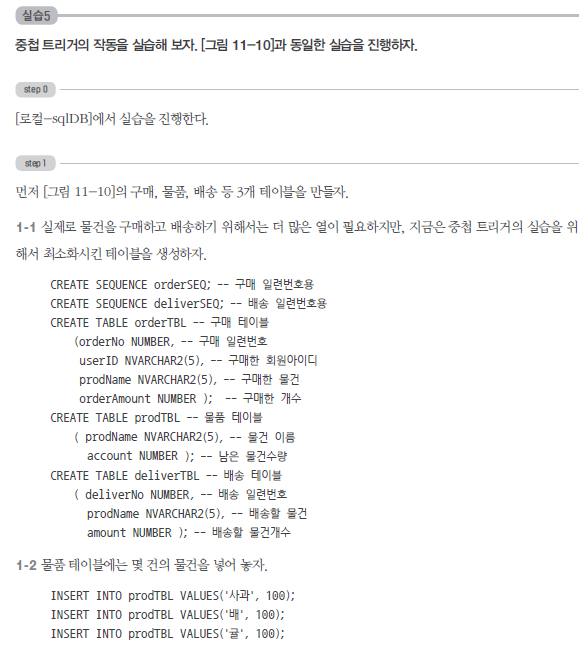 실습5
중첩 트리거의 작동을 실습해 보자. [그림 11-10]과 동일한 실습을 진행하자.
step 0
[로컬-sqlDB]에서 실습을 진행한다.
step 1
먼저 [그림 11-10]의 구매, 물품, 배송 등 3개 테이블을 만들자.
1-1 실제로 물건을 구매하고 배송하기 위해서는 더 많은 열이 필요하지만, 지금은 중첩 트리거의 실습을 위
해서 최소화시킨 테이블을 생성하자.
CREATE SEQUENCE orderSEQ; -- 구매 일련번호용
CREATE SEQUENCE deliverSEQ; -- 배송 일련번호용
CREATE TABLE orderTBL -- 구매 테이블
(orderNo NUMBER, -- 구매 일련번호
userID NVARCHAR2(5), -- 구매한 회원아이디
prodName NVARCHAR2(5), -- 구매한 물건
orderAmount NUMBER );  -- 구매한 개수
CREATE TABLE prodTBL -- 물품 테이블
( prodName NVARCHAR2(5), -- 물건 이름
account NUMBER ); -- 남은 물건수량
CREATE TABLE deliverTBL -- 배송 테이블
( deliverNo NUMBER, -- 배송 일련번호
prodName NVARCHAR2(5), -- 배송할 물건
amount NUMBER ); -- 배송할 물건개수
1-2 물품 테이블에는 몇 건의 물건을 넣어 놓자.
INSERT INTO prodTBL VALUES('사과', 100);
INSERT INTO prodTBL VALUES('배', 100);
INSERT INTO prodTBL VALUES('귤', 100);